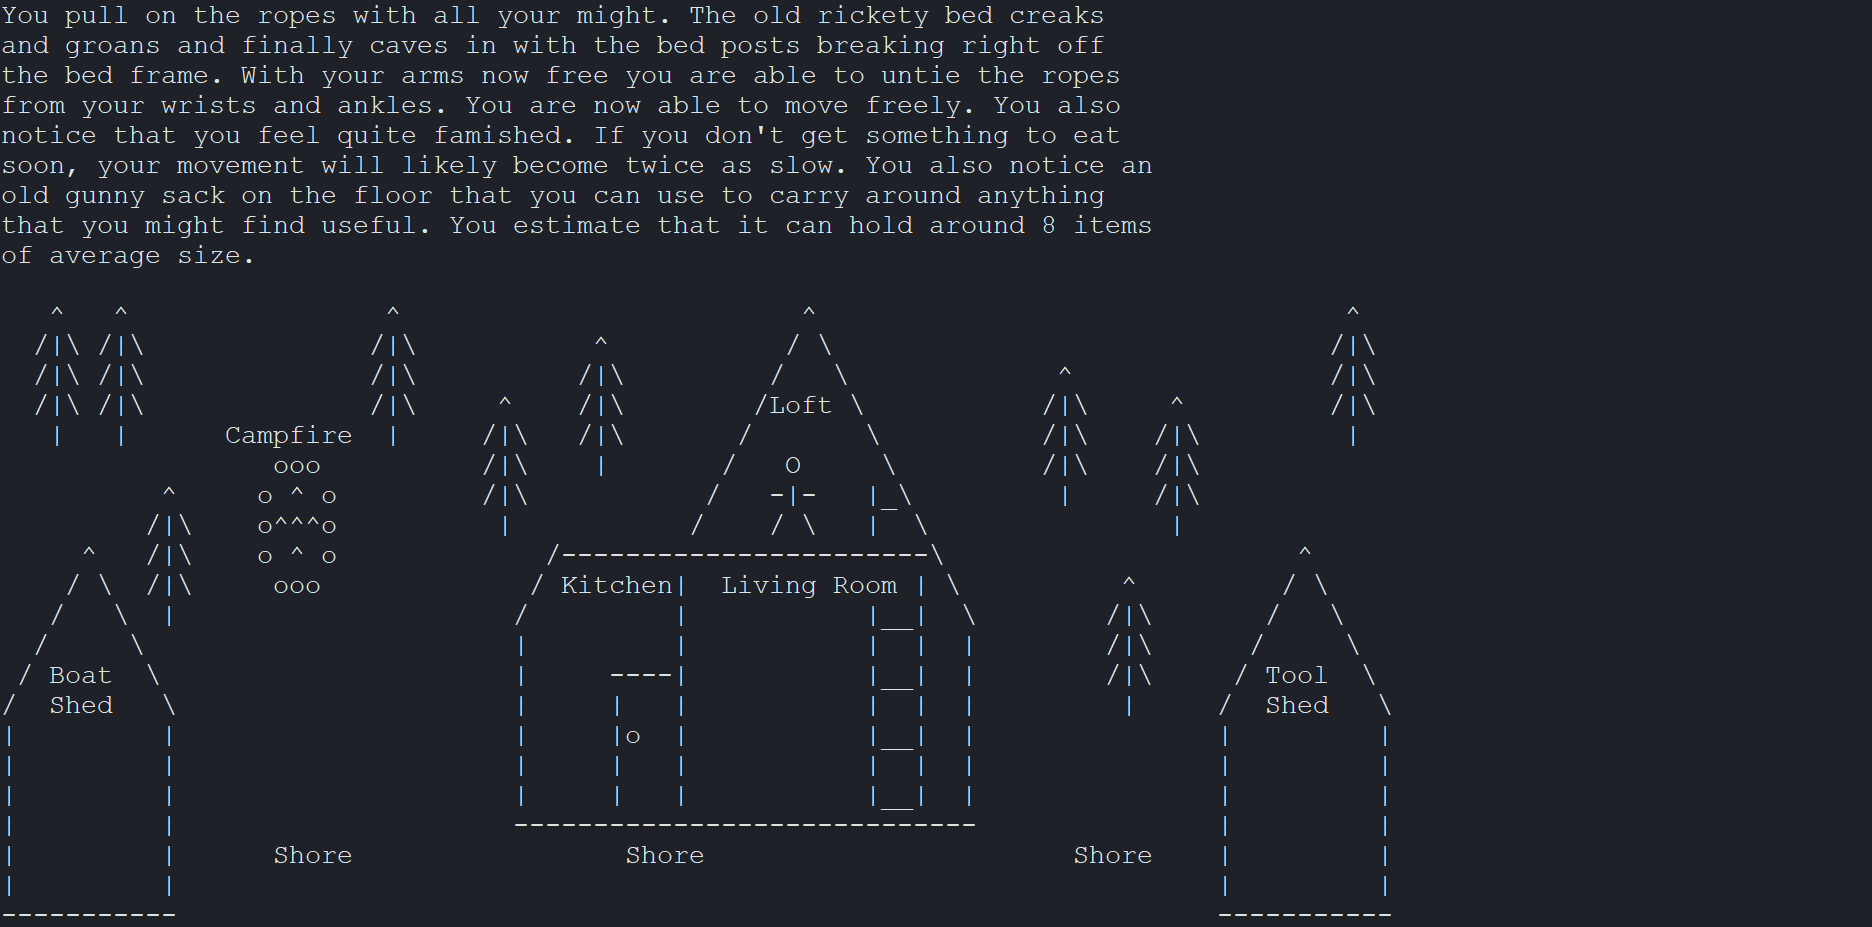 You pull on the ropes with all your might. The old rickety bed creaks
and groans and finally caves in with the bed posts breaking right off
the bed frame. With your arms now free you are able to untie the ropes
from your wrists and ankles. You are now able to move freely. You also
notice that you feel quite famished. If you don't get something to eat
soon, your movement will likely become twice as slow. You also notice an
old gunny sack on the floor that you can use to carry around anything
that you might find useful. You estimate that it can hold around 8 items
of average size.
Loft
Campfire
Kitchen Living Room
Boat Tool
Shed Shed
Shore Shore Shore